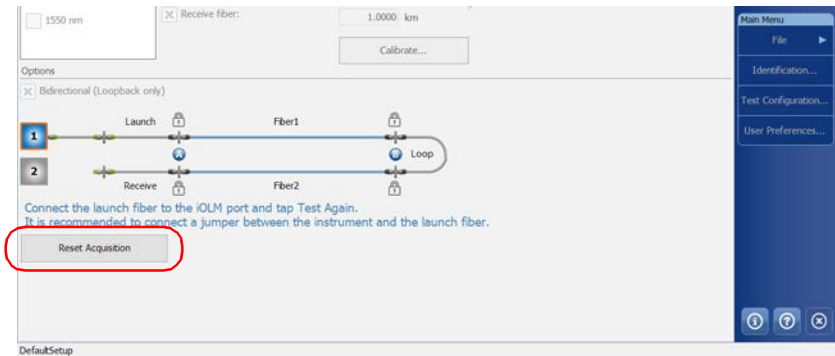 1550 nm
Receive fiber:
1.0000 km
Calibrate...
Options
Bidirectional (Loopback only)
Launch
Fiber1
1
A
B
Loop
2
Receive
Fiber2
Connect the launch fiber to the iOLM port and tap Test Again.
It is recommended to connect a jumper between the instrument and the launch fiber.
Reset Acquisition
DefaultSetup
Main Menu
File
Identification...
Test Configuration...
User Preferences...